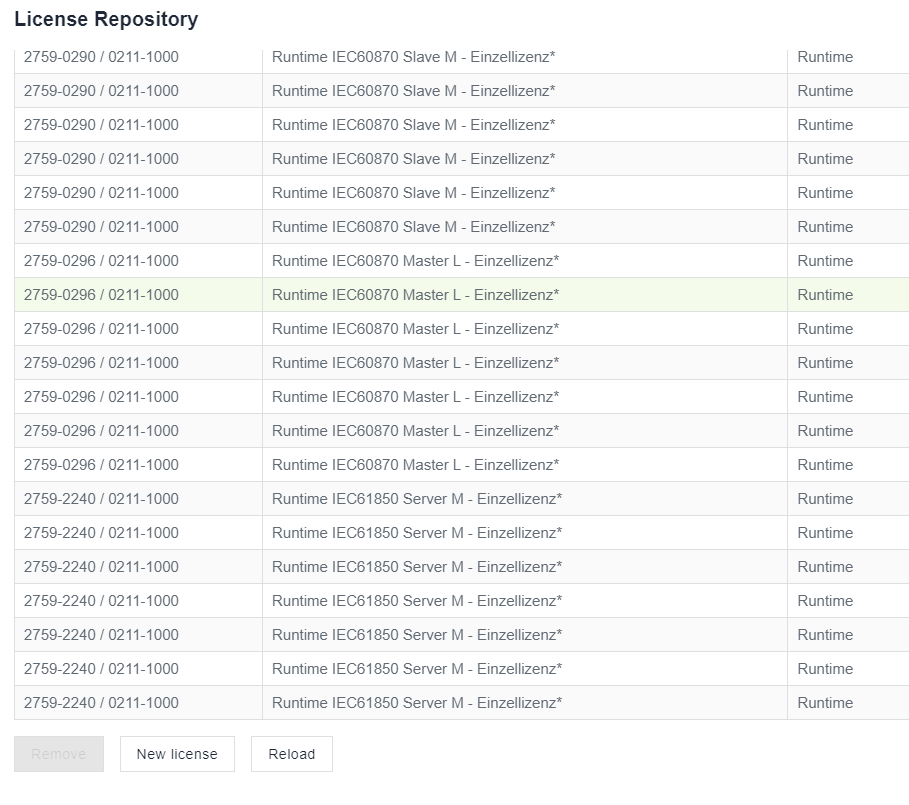 License Repository
2759-0290 / 0211-1000 Runtime IEC60870 Slave M - Einzellizenz* Runtime
2759-0290 / 0211-1000 Runtime IEC60870 Slave M - Einzellizenz* Runtime
2759-0290 / 0211-1000 Runtime IEC60870 Slave M - Einzellizenz* Runtime
2759-0290 / 0211-1000 Runtime IEC60870 Slave M - Einzellizenz* Runtime
2759-0290 / 0211-1000 Runtime IEC60870 Slave M - Einzellizenz* Runtime
2759-0290 / 0211-1000 Runtime IEC60870 Slave M - Einzellizenz* Runtime
2759-0296 / 0211-1000 Runtime IEC60870 Master L - Einzellizenz* Runtime
2759-0296 / 0211-1000 Runtime IEC60870 Master L - Einzellizenz* Runtime
2759-0296 / 0211-1000 Runtime IEC60870 Master L - Einzellizenz* Runtime
2759-0296 / 0211-1000 Runtime IEC60870 Master L - Einzellizenz* Runtime
2759-0296 / 0211-1000 Runtime IEC60870 Master L - Einzellizenz* Runtime
2759-0296 / 0211-1000 Runtime IEC60870 Master L - Einzellizenz* Runtime
2759-0296 / 0211-1000 Runtime IEC60870 Master L - Einzellizenz* Runtime
2759-2240 / 0211-1000 Runtime IEC61850 Server M - Einzellizenz* Runtime
2759-2240 / 0211-1000 Runtime IEC61850 Server M - Einzellizenz* Runtime
2759-2240 / 0211-1000 Runtime IEC61850 Server M - Einzellizenz* Runtime
2759-2240 / 0211-1000 Runtime IEC61850 Server M - Einzellizenz* Runtime
2759-2240 / 0211-1000 Runtime IEC61850 Server M - Einzellizenz* Runtime
2759-2240 / 0211-1000 Runtime IEC61850 Server M - Einzellizenz* Runtime
2759-2240 / 0211-1000 Runtime IEC61850 Server M - Einzellizenz* Runtime
Remove New license Reload